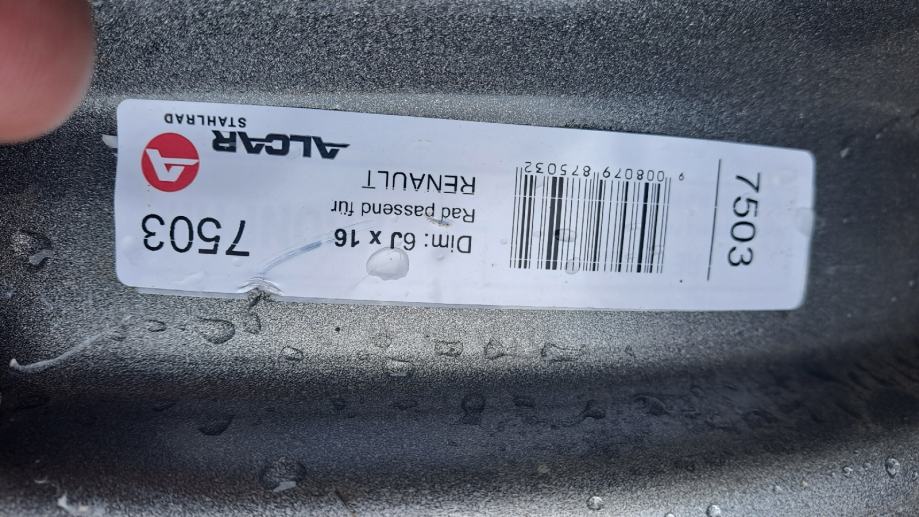 7503
Dim: 6J x 16
Rad passend für
RENAULT
ALCAR
STAHLRAD
9 008079 875032
7503